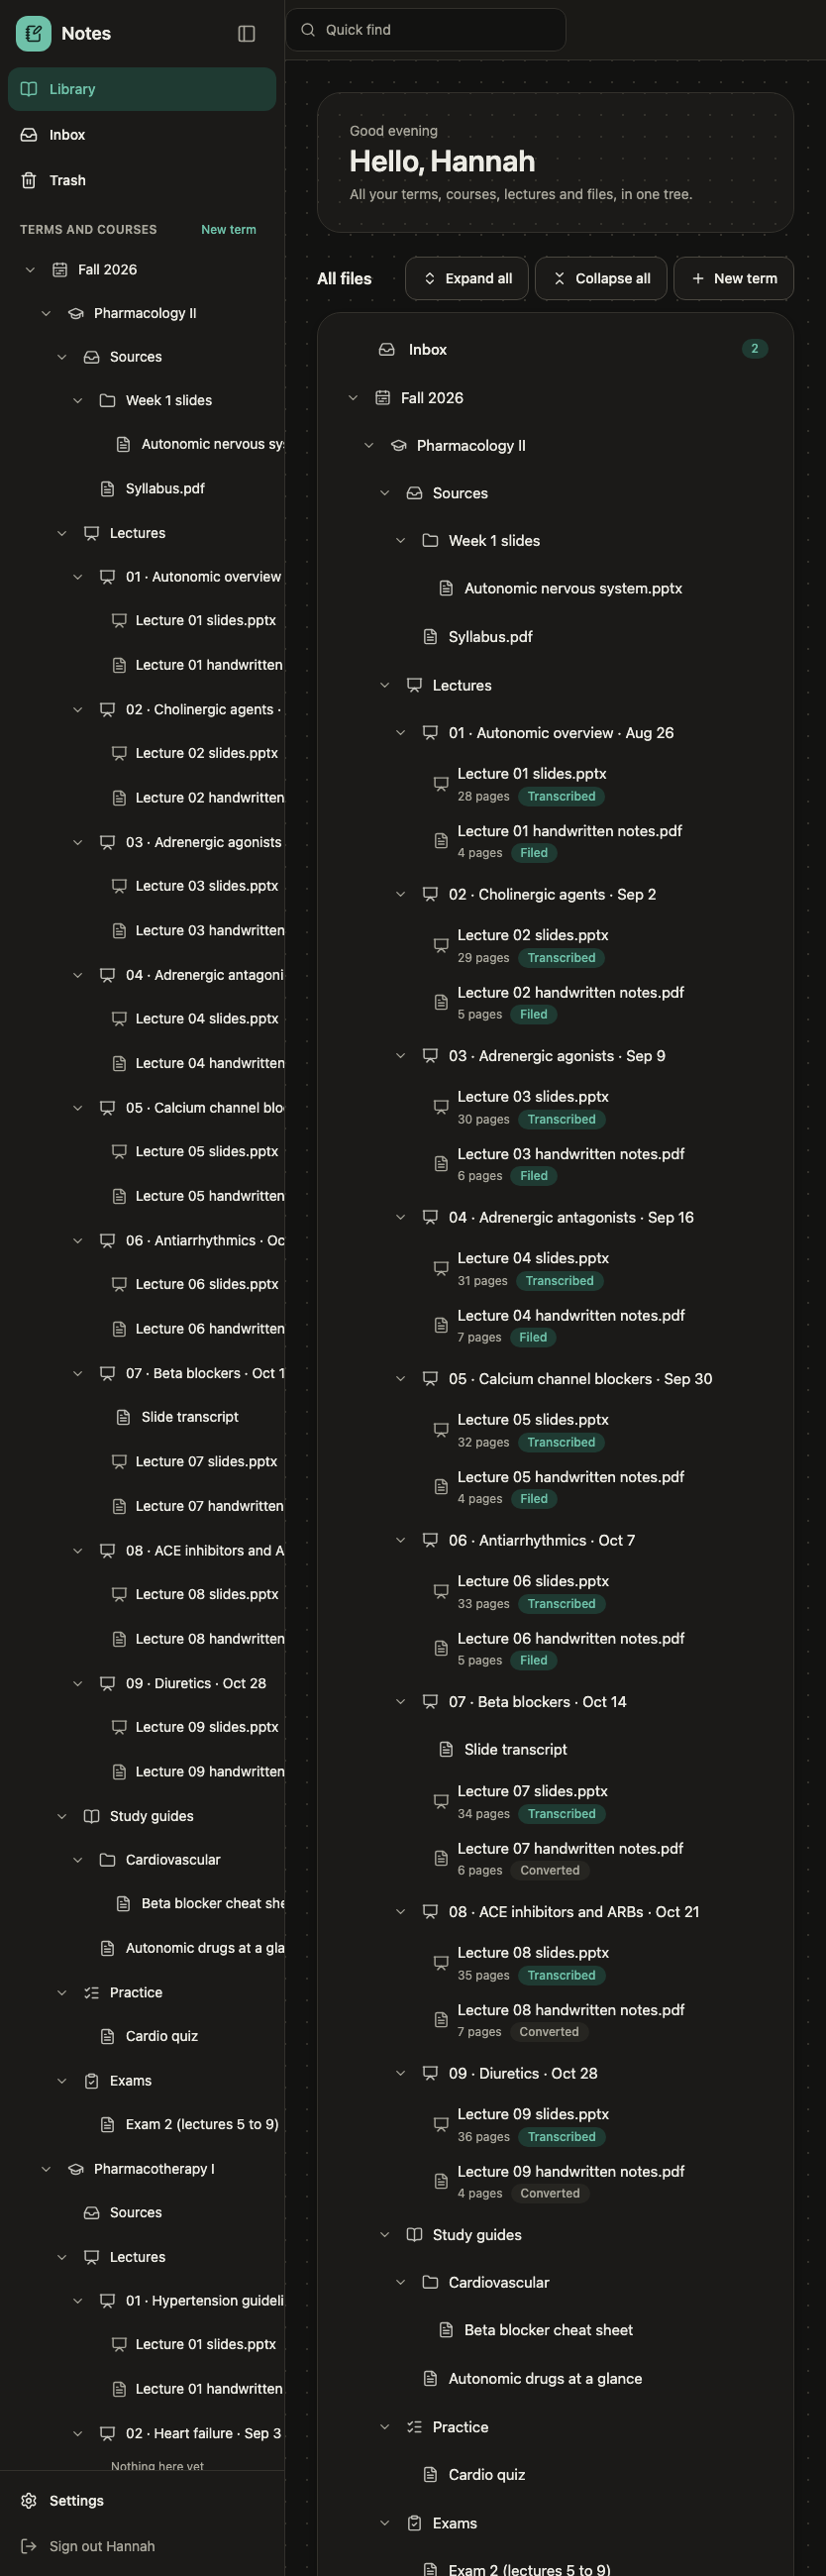 Notes
Library
Inbox
Trash
TERMS AND COURSES New term
Fall 2026
Pharmacology II
Sources
Week 1 slides
Autonomic nervous sy
Syllabus.pdf
Lectures
01 · Autonomic overview
Lecture 01 slides.pptx
Lecture 01 handwritten
02 · Cholinergic agents ·
Lecture 02 slides.pptx
Lecture 02 handwritten
03 · Adrenergic agonists
Lecture 03 slides.pptx
Lecture 03 handwritten
04 · Adrenergic antagoni
Lecture 04 slides.pptx
Lecture 04 handwritten
05 · Calcium channel blo
Lecture 05 slides.pptx
Lecture 05 handwritten
06 · Antiarrhythmics · Oc
Lecture 06 slides.pptx
Lecture 06 handwritten
07 · Beta blockers · Oct 1
Slide transcript
Lecture 07 slides.pptx
Lecture 07 handwritten
08 · ACE inhibitors and A
Lecture 08 slides.pptx
Lecture 08 handwritten
09 · Diuretics · Oct 28
Lecture 09 slides.pptx
Lecture 09 handwritten
Study guides
Cardiovascular
Beta blocker cheat she
Autonomic drugs at a gla
Practice
Cardio quiz
Exams
Exam 2 (lectures 5 to 9)
Pharmacotherapy I
Sources
Lectures
01 · Hypertension guideli
Lecture 01 slides.pptx
Lecture 01 handwritten
02 · Heart failure · Sep 3
Nothing here yet
Settings
Sign out Hannah
Quick find
Good evening
Hello, Hannah
All your terms, courses, lectures and files, in one tree.
All files Expand all Collapse all New term
Inbox 2
Fall 2026
Pharmacology II
Sources
Week 1 slides
Autonomic nervous system.pptx
Syllabus.pdf
Lectures
01 · Autonomic overview · Aug 26
Lecture 01 slides.pptx
28 pages Transcribed
Lecture 01 handwritten notes.pdf
4 pages Filed
02 · Cholinergic agents · Sep 2
Lecture 02 slides.pptx
29 pages Transcribed
Lecture 02 handwritten notes.pdf
5 pages Filed
03 · Adrenergic agonists · Sep 9
Lecture 03 slides.pptx
30 pages Transcribed
Lecture 03 handwritten notes.pdf
6 pages Filed
04 · Adrenergic antagonists · Sep 16
Lecture 04 slides.pptx
31 pages Transcribed
Lecture 04 handwritten notes.pdf
7 pages Filed
05 · Calcium channel blockers · Sep 30
Lecture 05 slides.pptx
32 pages Transcribed
Lecture 05 handwritten notes.pdf
4 pages Filed
06 · Antiarrhythmics · Oct 7
Lecture 06 slides.pptx
33 pages Transcribed
Lecture 06 handwritten notes.pdf
5 pages Filed
07 · Beta blockers · Oct 14
Slide transcript
Lecture 07 slides.pptx
34 pages Transcribed
Lecture 07 handwritten notes.pdf
6 pages Converted
08 · ACE inhibitors and ARBs · Oct 21
Lecture 08 slides.pptx
35 pages Transcribed
Lecture 08 handwritten notes.pdf
7 pages Converted
09 · Diuretics · Oct 28
Lecture 09 slides.pptx
36 pages Transcribed
Lecture 09 handwritten notes.pdf
4 pages Converted
Study guides
Cardiovascular
Beta blocker cheat sheet
Autonomic drugs at a glance
Practice
Cardio quiz
Exams
Exam 2 (lectures 5 to 9)